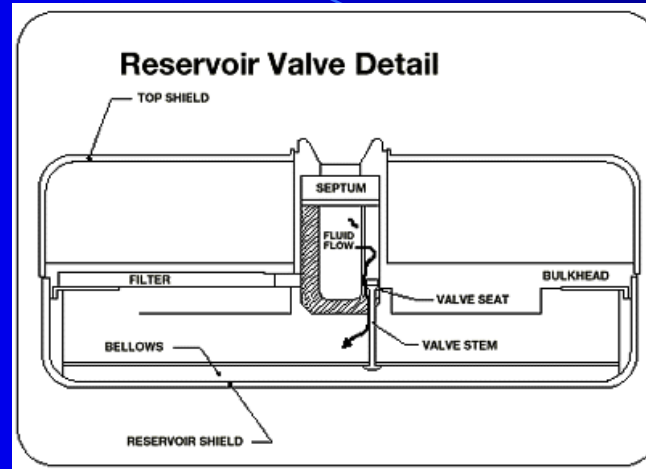 Reservoir Valve Detail
TOP SHIELD
SEPTUM
FLUID
FLOW
FILTER
BULKHEAD
VALVE SEAT
BELLOWS
VALVE STEM
RESERVOIR SHIELD